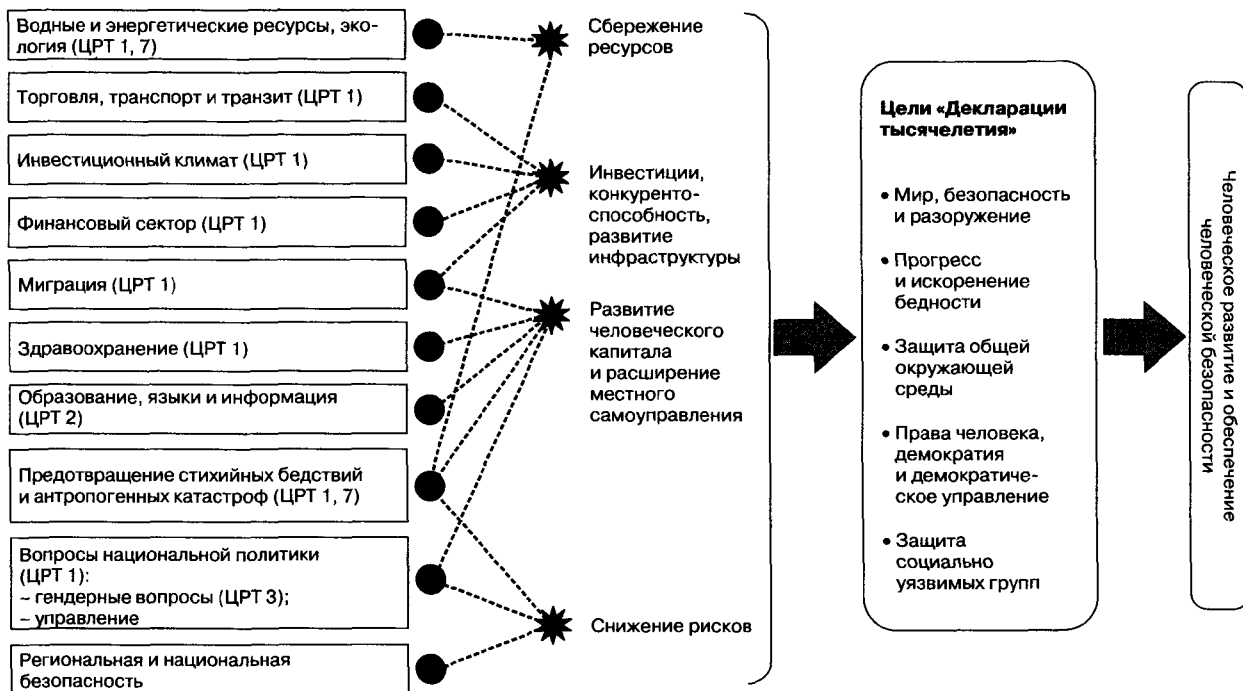 Водные и энергетические ресурсы, эко-
логия (ЦРТ 1, 7)
Торговля, транспорт и транзит (ЦРТ 1)
Инвестиционный климат (ЦРТ 1)
Финансовый сектор (ЦРТ 1)
Миграция (ЦРТ 1)
Здравоохранение (ЦРТ 1)
Образование, языки и информация
(ЦРТ 2)
Предотвращение стихийных бедствий
и антропогенных катастроф (ЦРТ 1, 7)
Вопросы национальной политики
(ЦРТ 1):
– гендерные вопросы (ЦРТ 3);
– управление
Региональная и национальная
безопасность
Сбережение
ресурсов
Инвестиции,
конкуренто-
способность,
развитие
инфраструктуры
Развитие
человеческого
капитала
и расширение
местного
самоуправления
Снижение рисков
Цели «Декларации
тысячелетия»
• Мир, безопасность
и разоружение
• Прогресс
и искоренение
бедности
• Защита общей
окружающей
среды
• Права человека,
демократия
и демократиче-
ское управление
• Защита
социально
уязвимых групп
Человеческое развитие и обеспечение
человеческой безопасности